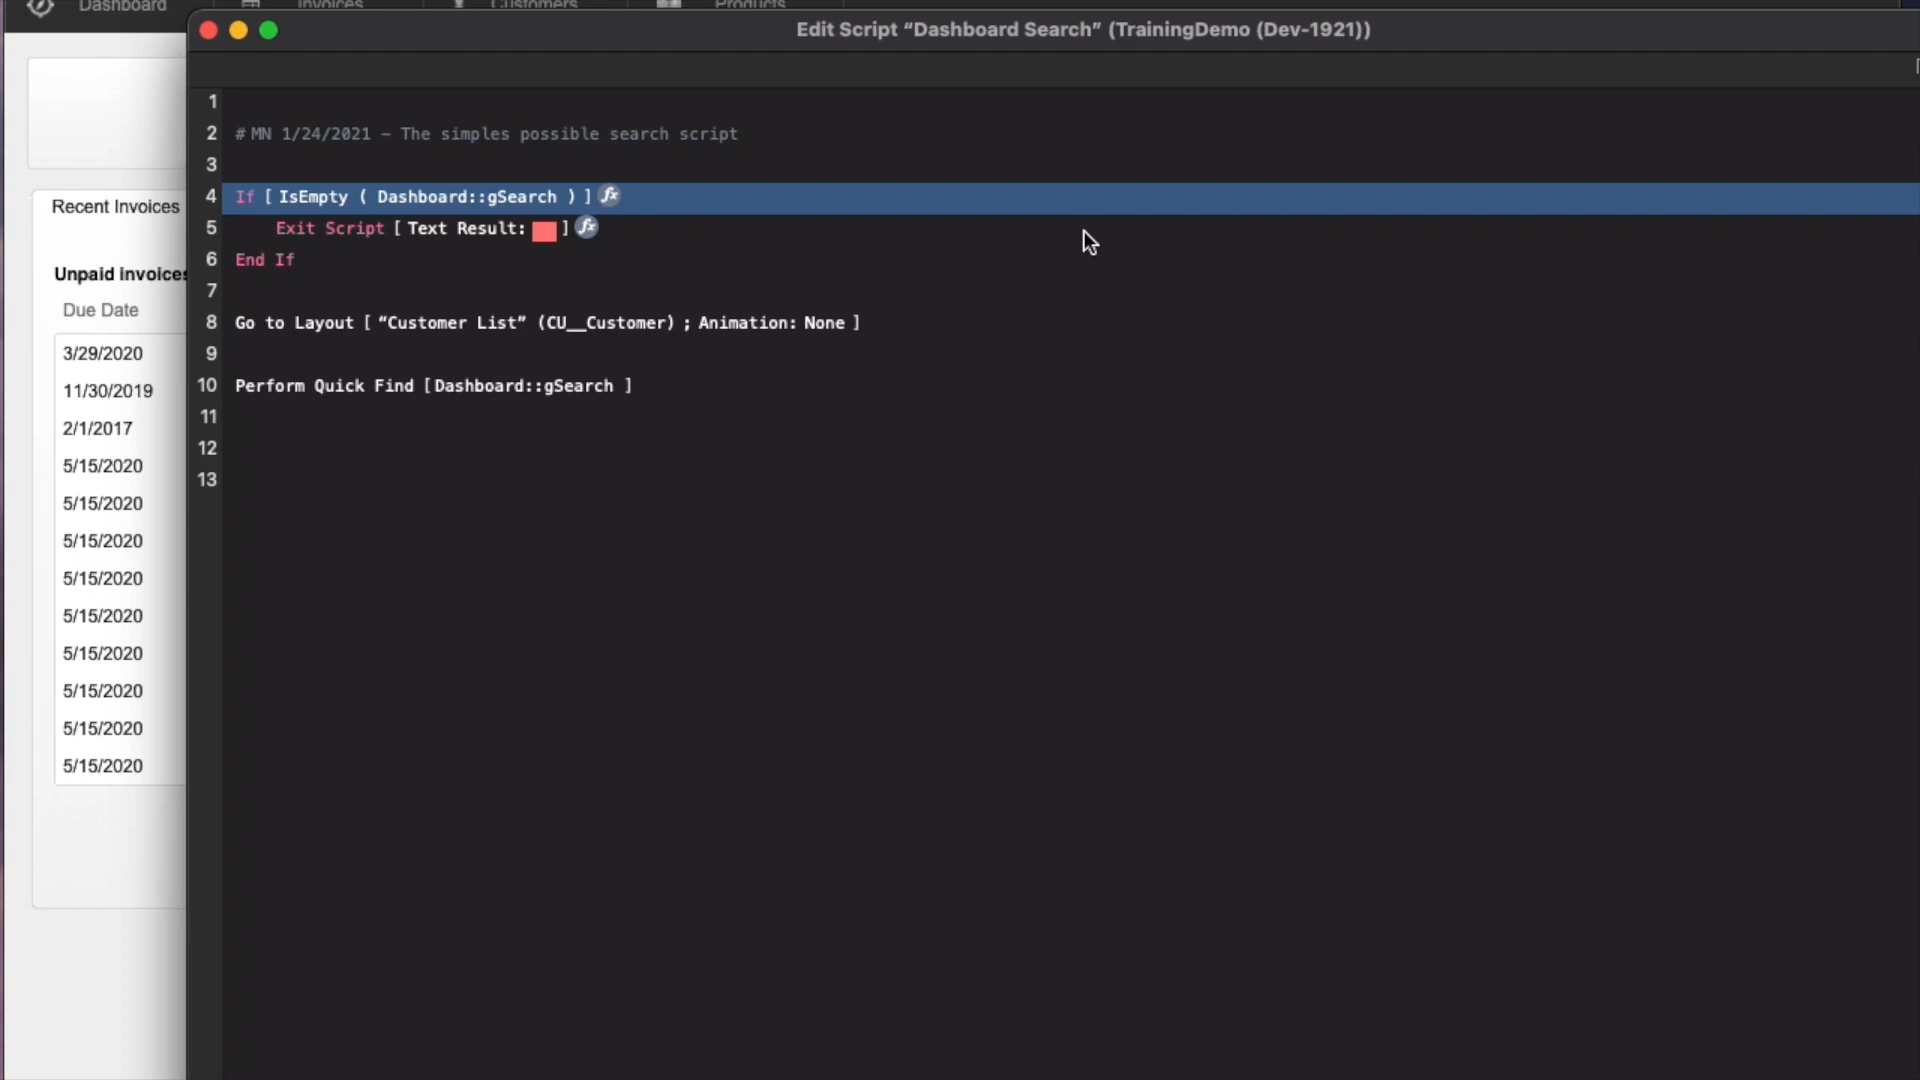 Dashboard
Invoices
Customers
Products
Edit Script “Dashboard Search” (TrainingDemo (Dev-1921))
Recent Invoices
Unpaid invoices
Due Date
3/29/2020
11/30/2019
2/1/2017
5/15/2020
5/15/2020
5/15/2020
5/15/2020
5/15/2020
5/15/2020
5/15/2020
5/15/2020
5/15/2020
1
2 # MN 1/24/2021 – The simples possible search script
3
4 If [ IsEmpty ( Dashboard::gSearch ) ] fx
5 Exit Script [ Text Result: ] fx
6 End If
7
8 Go to Layout [ “Customer List” (CU__Customer) ; Animation: None ]
9
10 Perform Quick Find [ Dashboard::gSearch ]
11
12
13